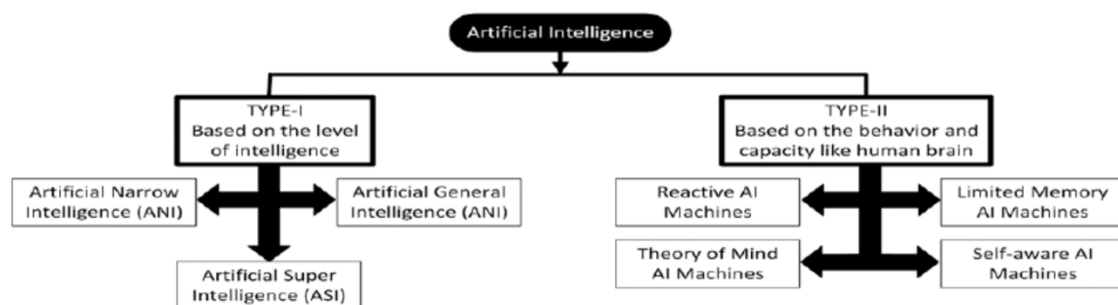 Artificial Intelligence
TYPE-I
Based on the level
of intelligence
TYPE-II
Based on the behavior and
capacity like human brain
Artificial Narrow
Intelligence (ANI)
Artificial General
Intelligence (ANI)
Artificial Super
Intelligence (ASI)
Reactive AI
Machines
Limited Memory
AI Machines
Theory of Mind
AI Machines
Self-aware AI
Machines